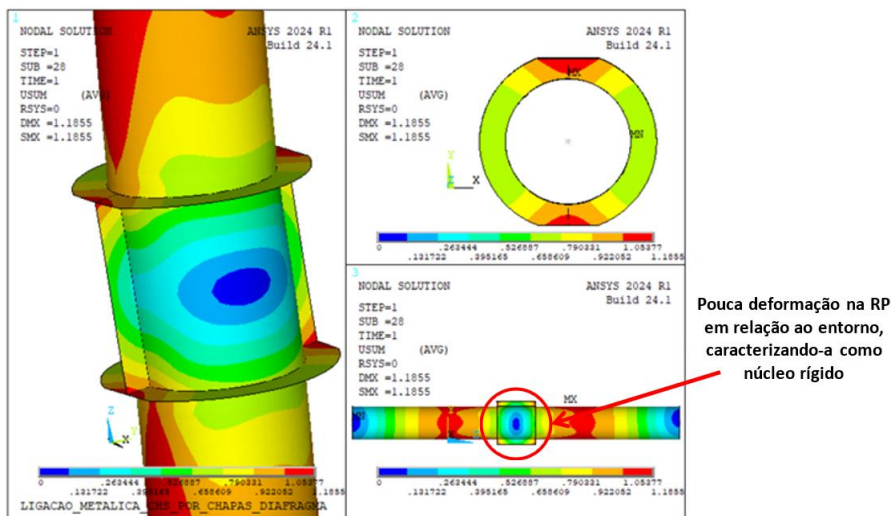 1
NODAL SOLUTION
ANSYS 2024 R1
Build 24.1
STEP=1
SUB =28
TIME=1
USUM (AVG)
RSYS=0
DMX =1.1855
SMX =1.1855
Z
Y
X
0 .263444 .526887 .790331 1.05377
.131722 .395165 .658609 .922052 1.1855
LIGACAO_METALICA_CHS_POR_CHAPAS_DIAFRAGMA
2
NODAL SOLUTION
ANSYS 2024 R1
Build 24.1
STEP=1
SUB =28
TIME=1
USUM (AVG)
RSYS=0
DMX =1.1855
SMX =1.1855
MX
MN
Y
Z X
0 .263444 .526887 .790331 1.05377
.131722 .395165 .658609 .922052 1.1855
3
NODAL SOLUTION
ANSYS 2024 R1
Build 24.1
STEP=1
SUB =28
TIME=1
USUM (AVG)
RSYS=0
DMX =1.1855
SMX =1.1855
MX
MN
0 .263444 .526887 .790331 1.05377
.131722 .395165 .658609 .922052 1.1855
Pouca deformação na RP
em relação ao entorno,
caracterizando-a como
núcleo rígido